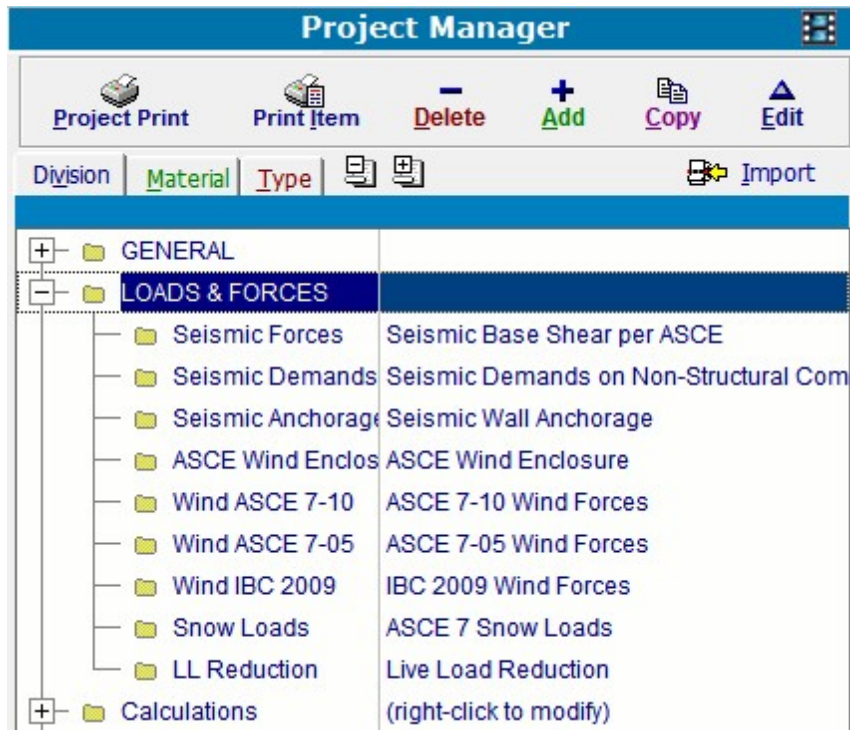 Project Manager
Project Print Print Item Delete Add Copy Edit
Division Material Type Import
GENERAL
LOADS & FORCES
Seismic Forces Seismic Base Shear per ASCE
Seismic Demands Seismic Demands on Non-Structural Com
Seismic Anchorage Seismic Wall Anchorage
ASCE Wind Enclos ASCE Wind Enclosure
Wind ASCE 7-10 ASCE 7-10 Wind Forces
Wind ASCE 7-05 ASCE 7-05 Wind Forces
Wind IBC 2009 IBC 2009 Wind Forces
Snow Loads ASCE 7 Snow Loads
LL Reduction Live Load Reduction
Calculations (right-click to modify)